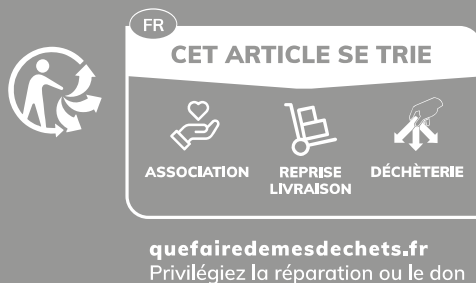 FR
CET ARTICLE SE TRIE
ASSOCIATION
REPRISE
LIVRAISON
DÉCHÈTERIE
quefairedemesdechets.fr
Privilégiez la réparation ou le don